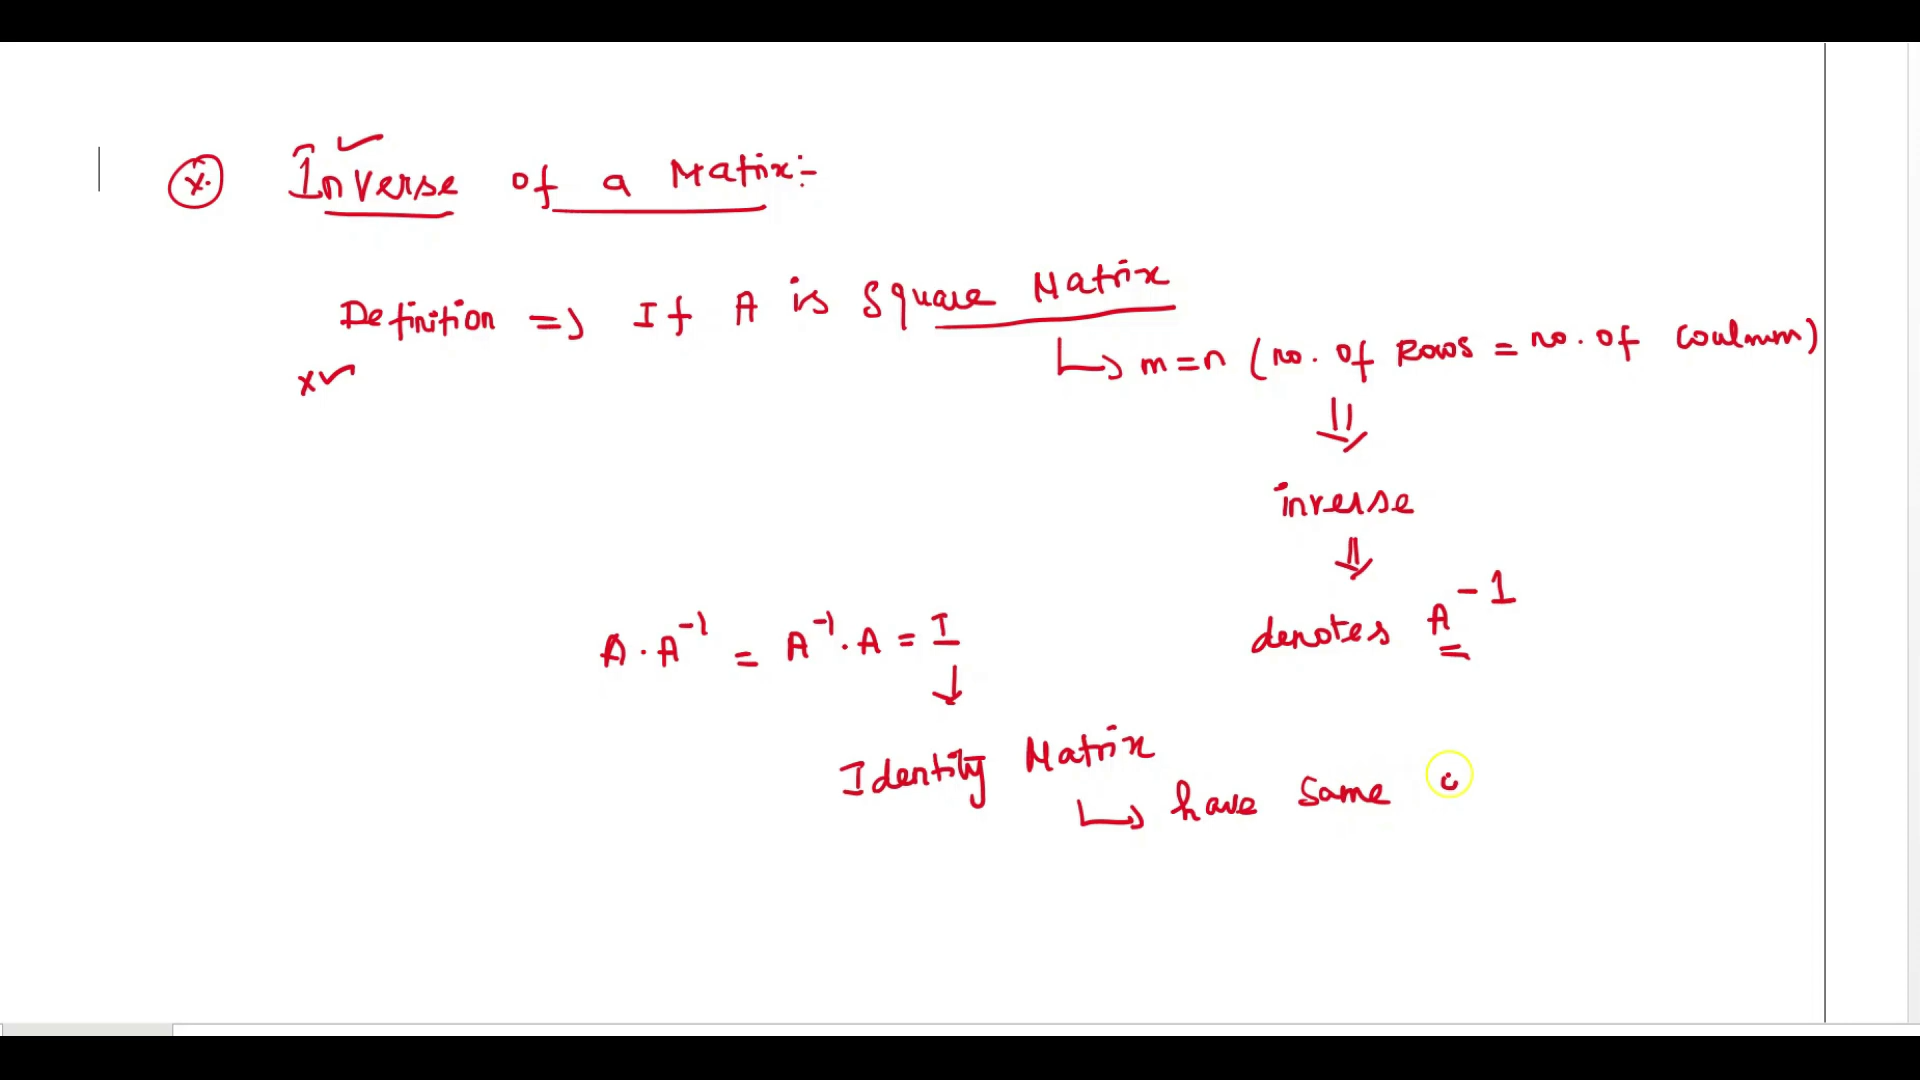 Inverse of a Matrix:-
Definition => If A is Square Matrix
m=n (no. of Rows = no. of Coulmm)
inverse
denotes A⁻¹
A·A⁻¹ = A⁻¹·A = I
Identity Matrix
have same